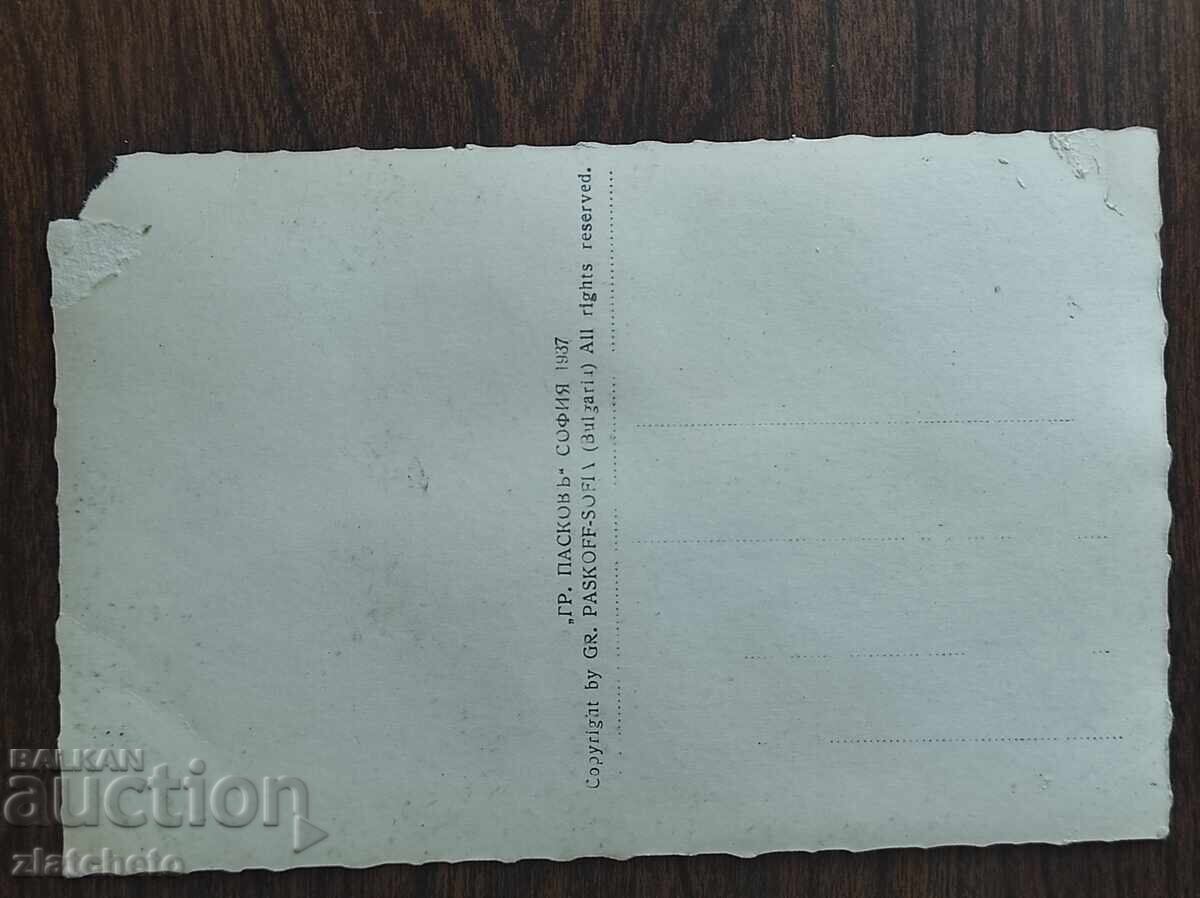 „ГР. ПАСКОВЪ“ СОФИЯ 1937
Copyright by GR. PASKOFF-SOFIA (Bulgaria) All rights reserved.
BALKAN
auction
zlatcheto